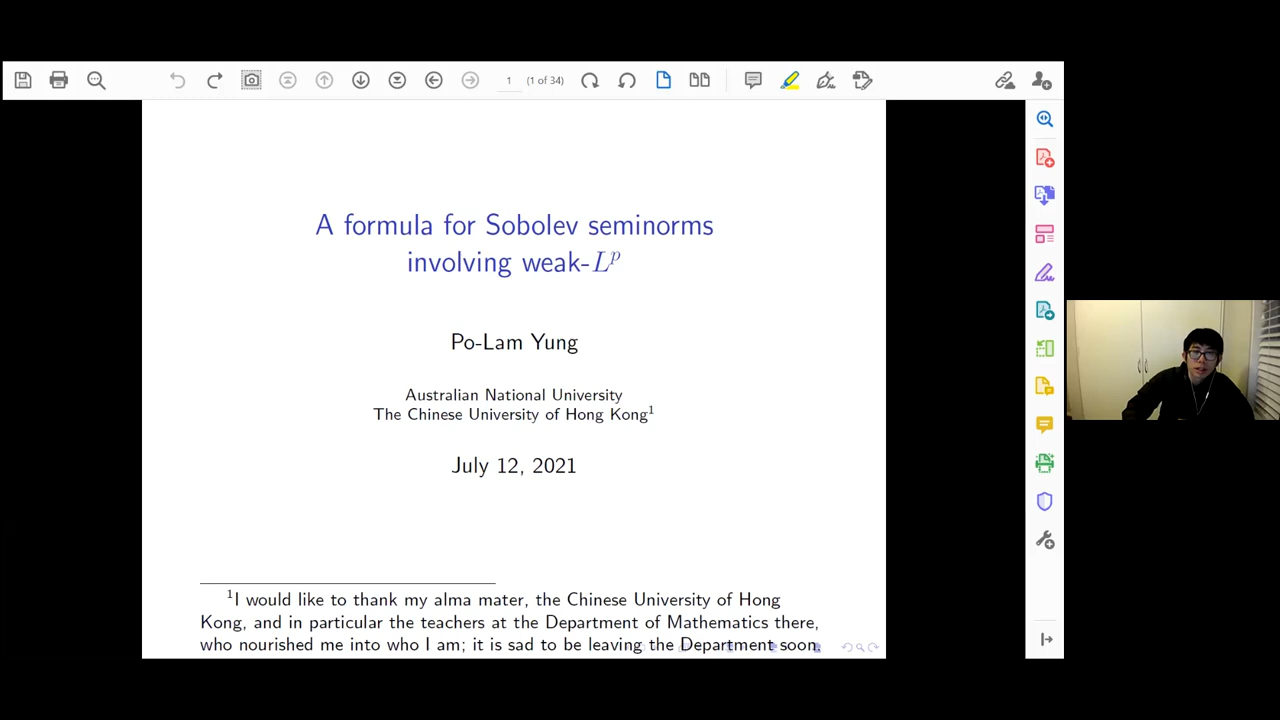 1 (1 of 34)
A formula for Sobolev seminorms
involving weak-Lᵖ
Po-Lam Yung
Australian National University
The Chinese University of Hong Kong¹
July 12, 2021
¹I would like to thank my alma mater, the Chinese University of Hong
Kong, and in particular the teachers at the Department of Mathematics there,
who nourished me into who I am; it is sad to be leaving the Department soon.